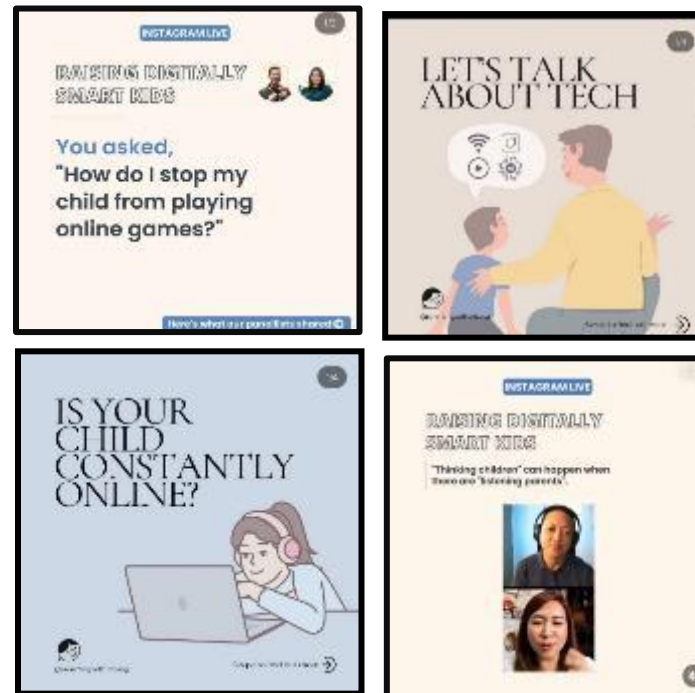 INSTAGRAM LIVE
RAISING DIGITALLY
SMART KIDS
You asked,
"How do I stop my
child from playing
online games?"
Here's what our panellists shared
LET'S TALK
ABOUT TECH
IS YOUR
CHILD
CONSTANTLY
ONLINE?
1/4
INSTAGRAM LIVE
RAISING DIGITALLY
SMART KIDS
"Thinking children" can happen when
there are "listening parents".